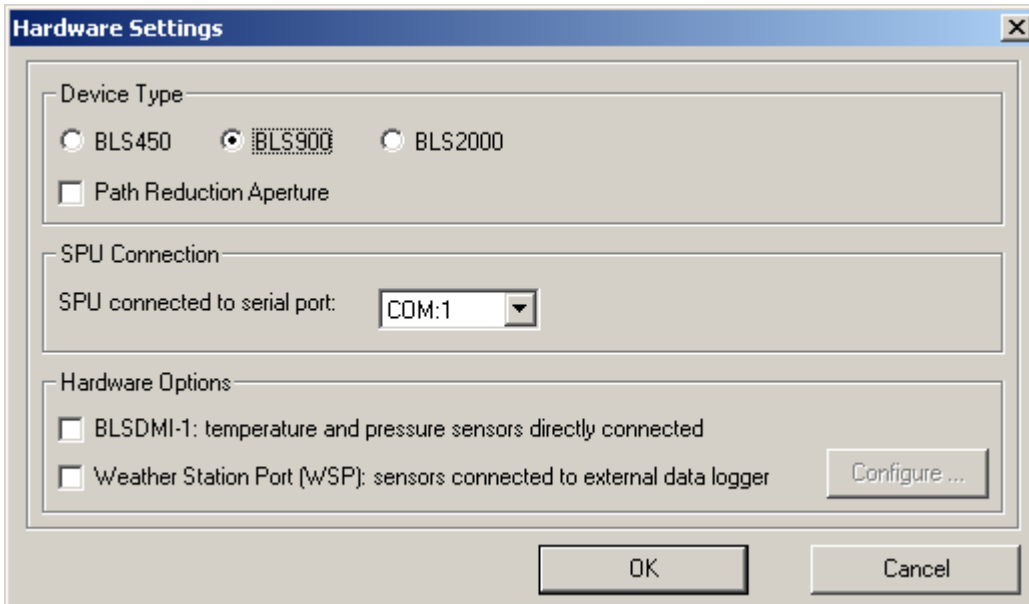 Hardware Settings
Device Type
BLS450 BLS900 BLS2000
Path Reduction Aperture
SPU Connection
SPU connected to serial port: COM:1
Hardware Options
BLSDMI-1: temperature and pressure sensors directly connected
Weather Station Port (WSP): sensors connected to external data logger Configure ...
OK Cancel